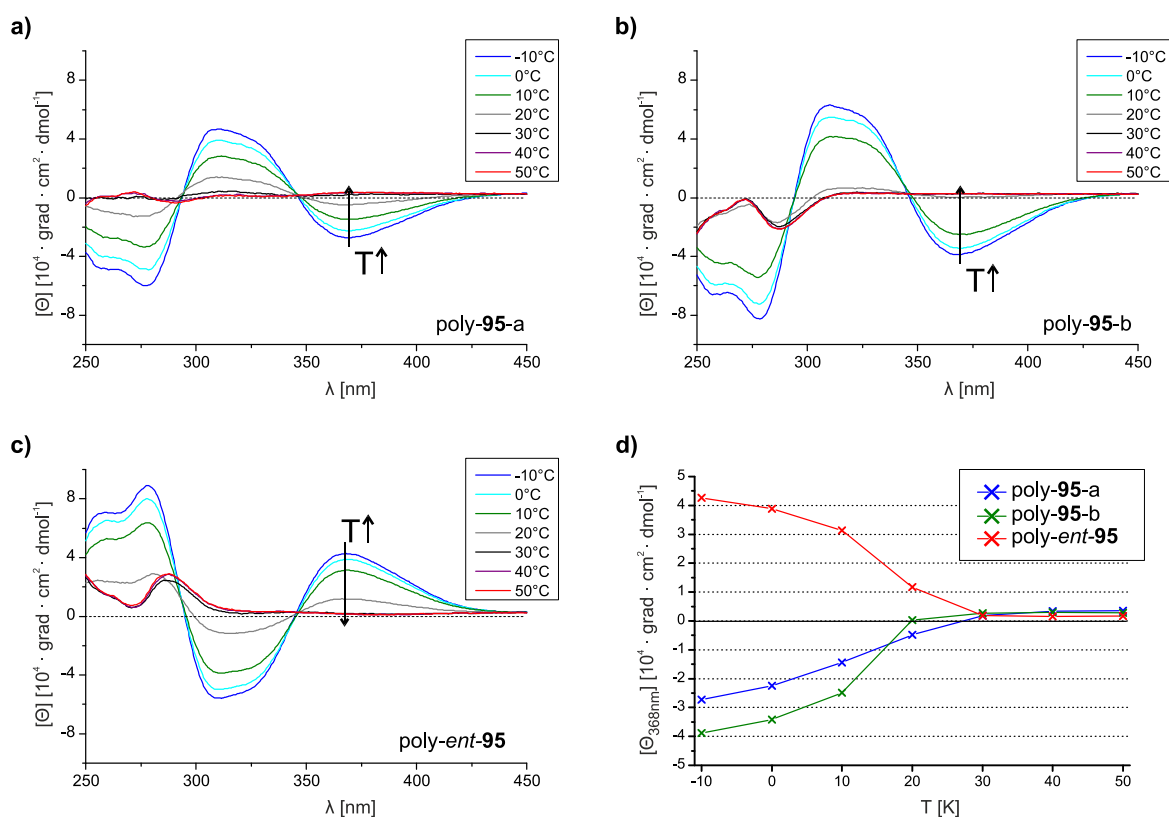 a)
[Θ] [10⁴ · grad · cm² · dmol⁻¹]
8
4
0
-4
-8
250
300
350
400
450
λ [nm]
-10°C
0°C
10°C
20°C
30°C
40°C
50°C
T↑
poly-95-a
b)
[Θ] [10⁴ · grad · cm² · dmol⁻¹]
8
4
0
-4
-8
250
300
350
400
450
λ [nm]
-10°C
0°C
10°C
20°C
30°C
40°C
50°C
T↑
poly-95-b
c)
[Θ] [10⁴ · grad · cm² · dmol⁻¹]
8
4
0
-4
-8
250
300
350
400
450
λ [nm]
-10°C
0°C
10°C
20°C
30°C
40°C
50°C
T↑
poly-ent-95
d)
[Θ368nm] [10⁴ · grad · cm² · dmol⁻¹]
5
4
3
2
1
0
-1
-2
-3
-4
-5
-10
0
10
20
30
40
50
T [K]
poly-95-a
poly-95-b
poly-ent-95